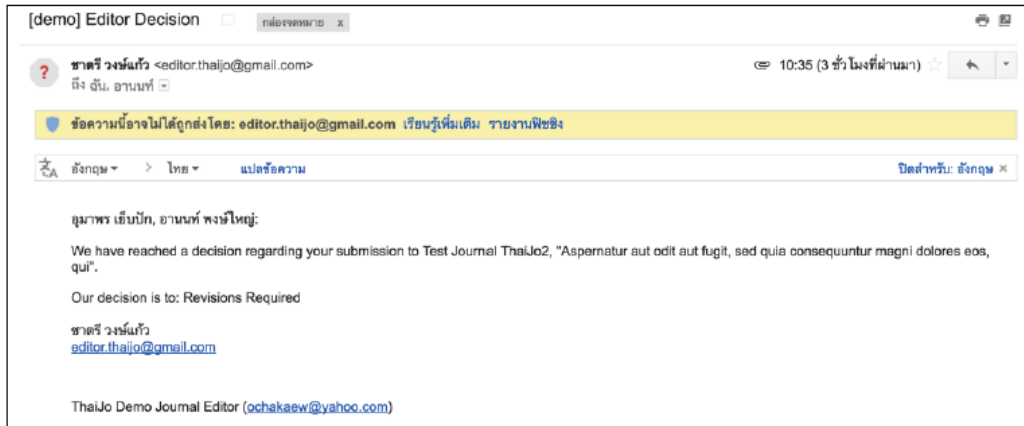 [demo] Editor Decision กล่องจดหมาย x
ชาตรี วงษ์แก้ว <editor.thaijo@gmail.com> 10:35 (3 ชั่วโมงที่ผ่านมา)
ถึง ฉัน, อานนท์
ข้อความนี้อาจไม่ได้ถูกส่งโดย: editor.thaijo@gmail.com เรียนรู้เพิ่มเติม รายงานฟิชชิง
อังกฤษ > ไทย แปลข้อความ ปิดสำหรับ: อังกฤษ ×
อุมาพร เย็บปัก, อานนท์ พงษ์ใหญ่:
We have reached a decision regarding your submission to Test Journal ThaiJo2, "Aspernatur aut odit aut fugit, sed quia consequuntur magni dolores eos,
qui".
Our decision is to: Revisions Required
ชาตรี วงษ์แก้ว
editor.thaijo@gmail.com
ThaiJo Demo Journal Editor (ochakaew@yahoo.com)